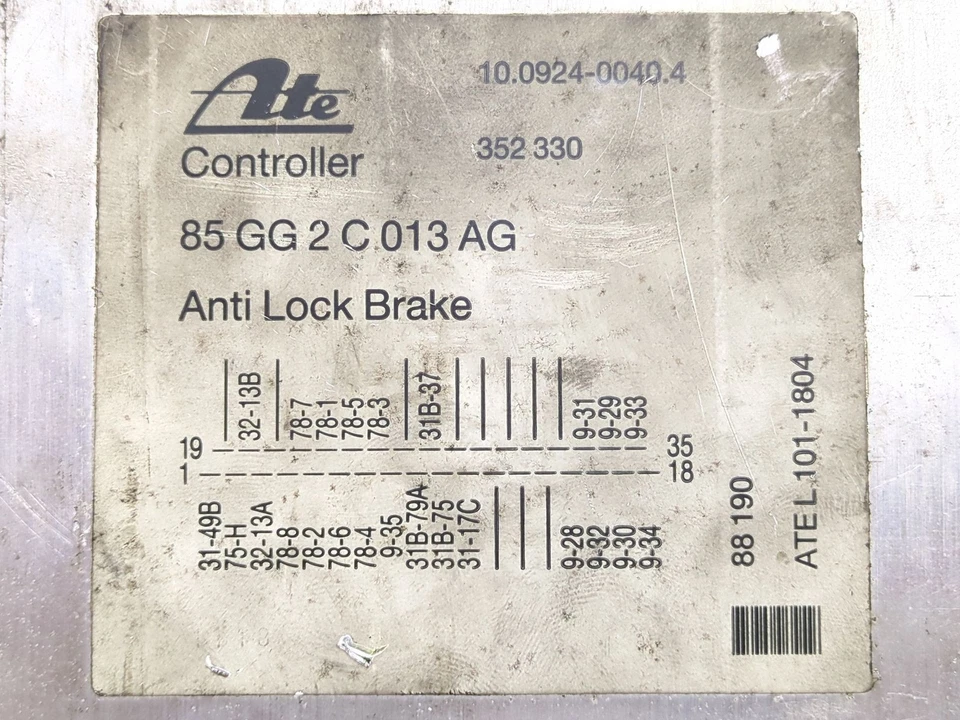 Ate
10.0924-0040.4
Controller
352 330
85 GG 2 C 013 AG
Anti Lock Brake
32-13B
78-7
78-1
78-5
78-3
31B-37
9-31
9-29
9-33
19
35
1
18
31-49B
75-H
32-13A
78-8
78-2
78-6
78-4
9-35
31B-79A
31B-75
31-17C
9-28
9-32
9-30
9-34
88 190
ATE L 101-1804